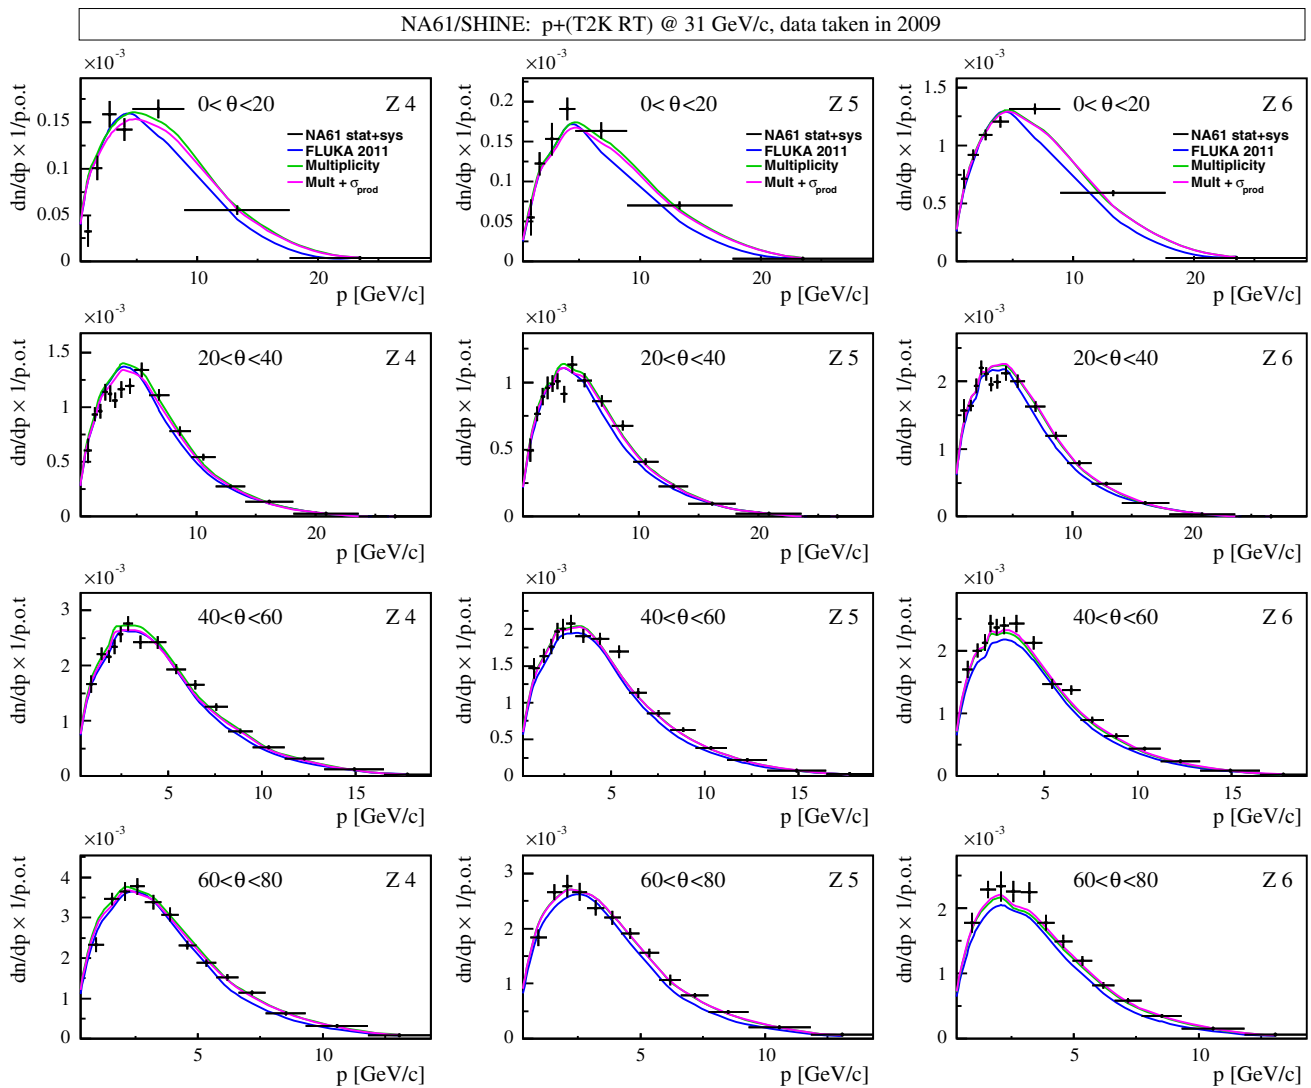 NA61/SHINE: p+(T2K RT) @ 31 GeV/c, data taken in 2009
×10⁻³ ×10⁻³ ×10⁻³
dn/dp × 1/p.o.t 0 0.05 0.1 0.15 0.2 0<θ<20 Z 4
NA61 stat+sys
FLUKA 2011
Multiplicity
Mult + σprod
10 20
p [GeV/c]
dn/dp × 1/p.o.t 0 0.05 0.1 0.15 0.2 0<θ<20 Z 5
NA61 stat+sys
FLUKA 2011
Multiplicity
Mult + σprod
10 20
p [GeV/c]
dn/dp × 1/p.o.t 0 0.5 1 1.5 0<θ<20 Z 6
NA61 stat+sys
FLUKA 2011
Multiplicity
Mult + σprod
10 20
p [GeV/c]
×10⁻³ ×10⁻³ ×10⁻³
dn/dp × 1/p.o.t 0 0.5 1 1.5 20<θ<40 Z 4
10 20
p [GeV/c]
dn/dp × 1/p.o.t 0 0.5 1 20<θ<40 Z 5
10 20
p [GeV/c]
dn/dp × 1/p.o.t 0 1 2 20<θ<40 Z 6
10 20
p [GeV/c]
×10⁻³ ×10⁻³ ×10⁻³
dn/dp × 1/p.o.t 0 1 2 3 40<θ<60 Z 4
5 10 15
p [GeV/c]
dn/dp × 1/p.o.t 0 0.5 1 1.5 2 40<θ<60 Z 5
5 10 15
p [GeV/c]
dn/dp × 1/p.o.t 0 1 2 40<θ<60 Z 6
5 10 15
p [GeV/c]
×10⁻³ ×10⁻³ ×10⁻³
dn/dp × 1/p.o.t 0 1 2 3 4 60<θ<80 Z 4
5 10
p [GeV/c]
dn/dp × 1/p.o.t 0 1 2 3 60<θ<80 Z 5
5 10
p [GeV/c]
dn/dp × 1/p.o.t 0 1 2 60<θ<80 Z 6
5 10
p [GeV/c]